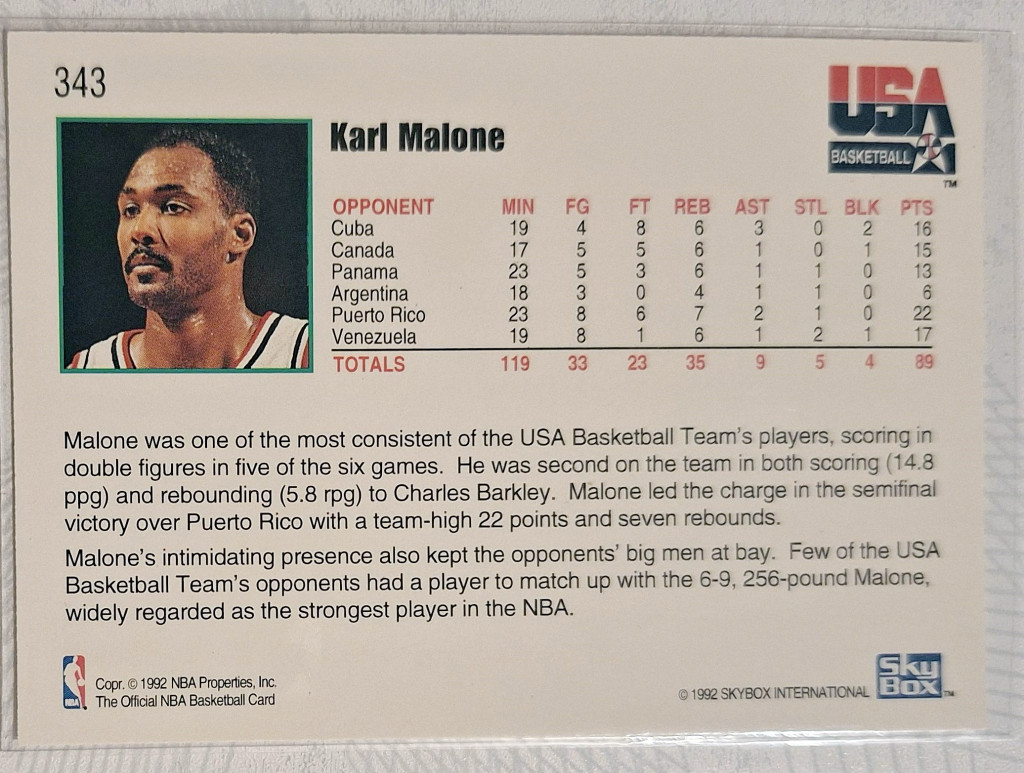 343
USA
BASKETBALL
TM
Karl Malone
OPPONENT MIN FG FT REB AST STL BLK PTS
Cuba 19 4 8 6 3 0 2 16
Canada 17 5 5 6 1 0 1 15
Panama 23 5 3 6 1 1 0 13
Argentina 18 3 0 4 1 1 0 6
Puerto Rico 23 8 6 7 2 1 0 22
Venezuela 19 8 1 6 1 2 1 17
TOTALS 119 33 23 35 9 5 4 89
Malone was one of the most consistent of the USA Basketball Team's players, scoring in
double figures in five of the six games. He was second on the team in both scoring (14.8
ppg) and rebounding (5.8 rpg) to Charles Barkley. Malone led the charge in the semifinal
victory over Puerto Rico with a team-high 22 points and seven rebounds.
Malone's intimidating presence also kept the opponents' big men at bay. Few of the USA
Basketball Team's opponents had a player to match up with the 6-9, 256-pound Malone,
widely regarded as the strongest player in the NBA.
NBA
Copr. © 1992 NBA Properties, Inc.
The Official NBA Basketball Card
© 1992 SKYBOX INTERNATIONAL
Sky
Box
TM